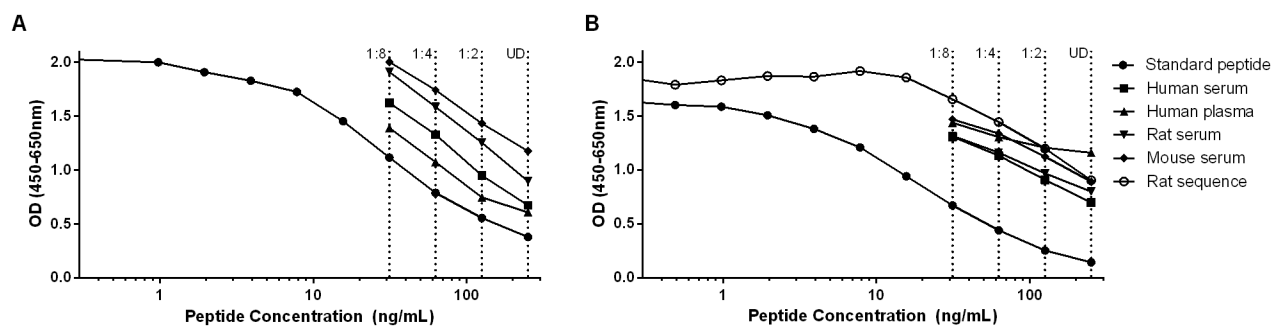 A
1:8 1:4 1:2 UD
2.0
1.5
1.0
0.5
0.0
OD (450-650nm)
1 10 100
Peptide Concentration (ng/mL)
B
1:8 1:4 1:2 UD
2.0
1.5
1.0
0.5
0.0
OD (450-650nm)
1 10 100
Peptide Concentration (ng/mL)
Standard peptide
Human serum
Human plasma
Rat serum
Mouse serum
Rat sequence